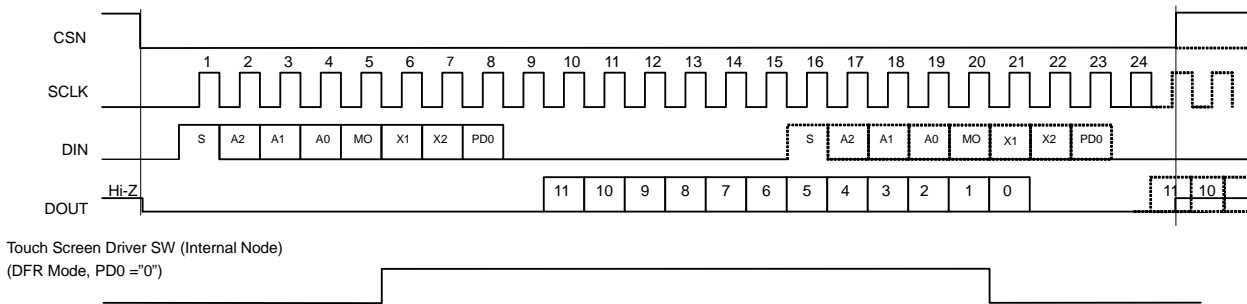 CSN
1 2 3 4 5 6 7 8 9 10 11 12 13 14 15 16 17 18 19 20 21 22 23 24
SCLK
DIN S A2 A1 A0 MO X1 X2 PD0 S A2 A1 A0 MO X1 X2 PD0
Hi-Z
DOUT 11 10 9 8 7 6 5 4 3 2 1 0 11 10
Touch Screen Driver SW (Internal Node)
(DFR Mode, PD0 =”0”)